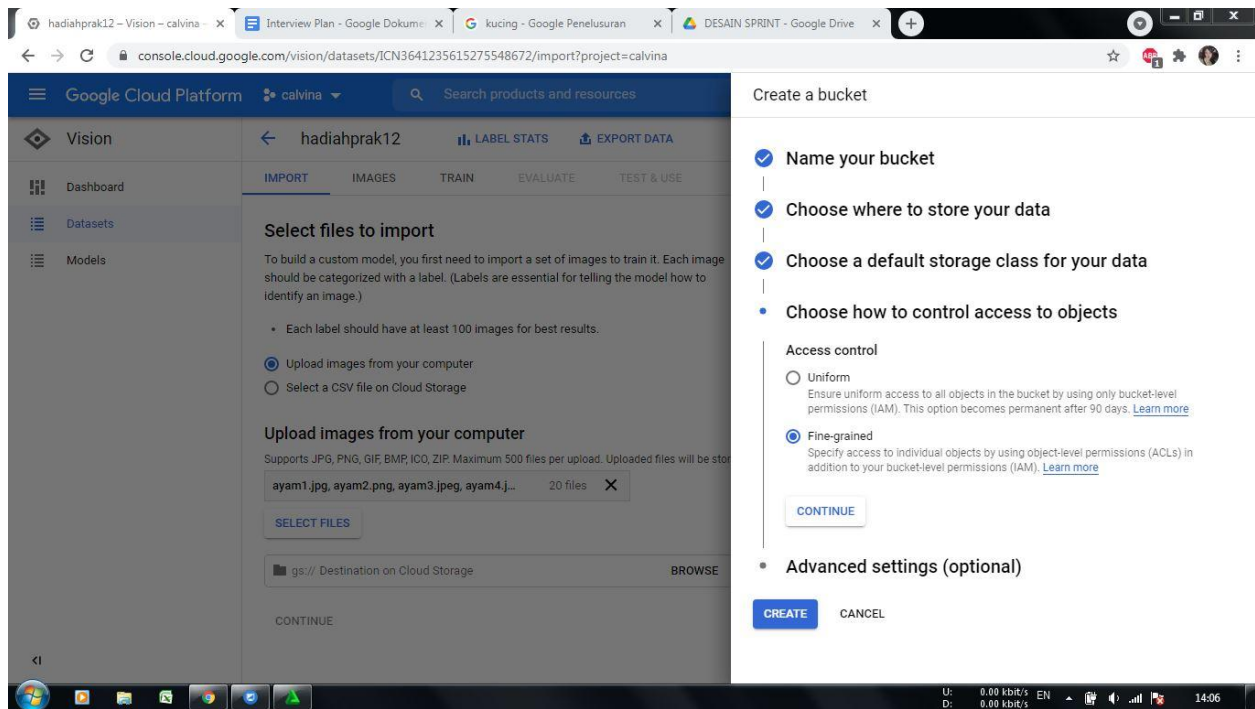 hadiahprak12 – Vision – calvina
Interview Plan - Google Dokume
kucing - Google Penelusuran
DESAIN SPRINT - Google Drive
console.cloud.google.com/vision/datasets/ICN3641235615275548672/import?project=calvina
ABP
1
Google Cloud Platform
calvina
Search products and resources
Vision
hadiahprak12
LABEL STATS
EXPORT DATA
Dashboard
Datasets
Models
IMPORT
IMAGES
TRAIN
EVALUATE
TEST & USE
Select files to import
To build a custom model, you first need to import a set of images to train it. Each image
should be categorized with a label. (Labels are essential for telling the model how to
identify an image.)
• Each label should have at least 100 images for best results.
Upload images from your computer
Select a CSV file on Cloud Storage
Upload images from your computer
Supports JPG, PNG, GIF, BMP, ICO, ZIP. Maximum 500 files per upload. Uploaded files will be stor
ayam1.jpg, ayam2.png, ayam3.jpeg, ayam4.j...
20 files
SELECT FILES
gs:// Destination on Cloud Storage
BROWSE
CONTINUE
Create a bucket
Name your bucket
Choose where to store your data
Choose a default storage class for your data
Choose how to control access to objects
Access control
Uniform
Ensure uniform access to all objects in the bucket by using only bucket-level
permissions (IAM). This option becomes permanent after 90 days. Learn more
Fine-grained
Specify access to individual objects by using object-level permissions (ACLs) in
addition to your bucket-level permissions (IAM). Learn more
CONTINUE
Advanced settings (optional)
CREATE
CANCEL
U: 0.00 kbit/s
D: 0.00 kbit/s
EN
14:06